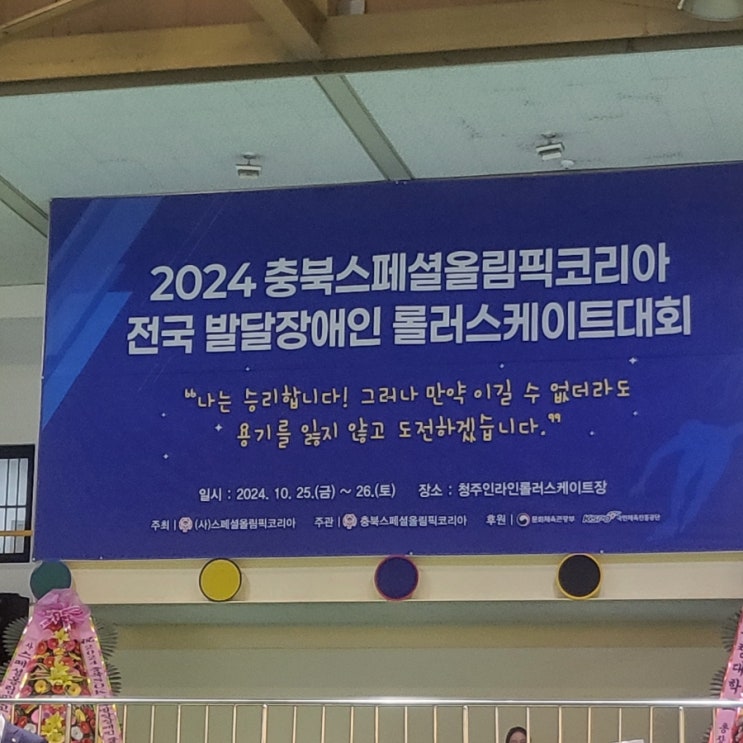 2024 충북스페셜올림픽코리아
전국 발달장애인 롤러스케이트대회
“나는 승리합니다! 그러나 만약 이길 수 없더라도
용기를 잃지 않고 도전하겠습니다.”
일시 : 2024. 10. 25.(금) ~ 26.(토) 장소 : 청주인라인롤러스케이트장
주최 | (사)스페셜올림픽코리아 주관 | 충북스페셜올림픽코리아 후원 | 문화체육관광부 KSPO 국민체육진흥공단